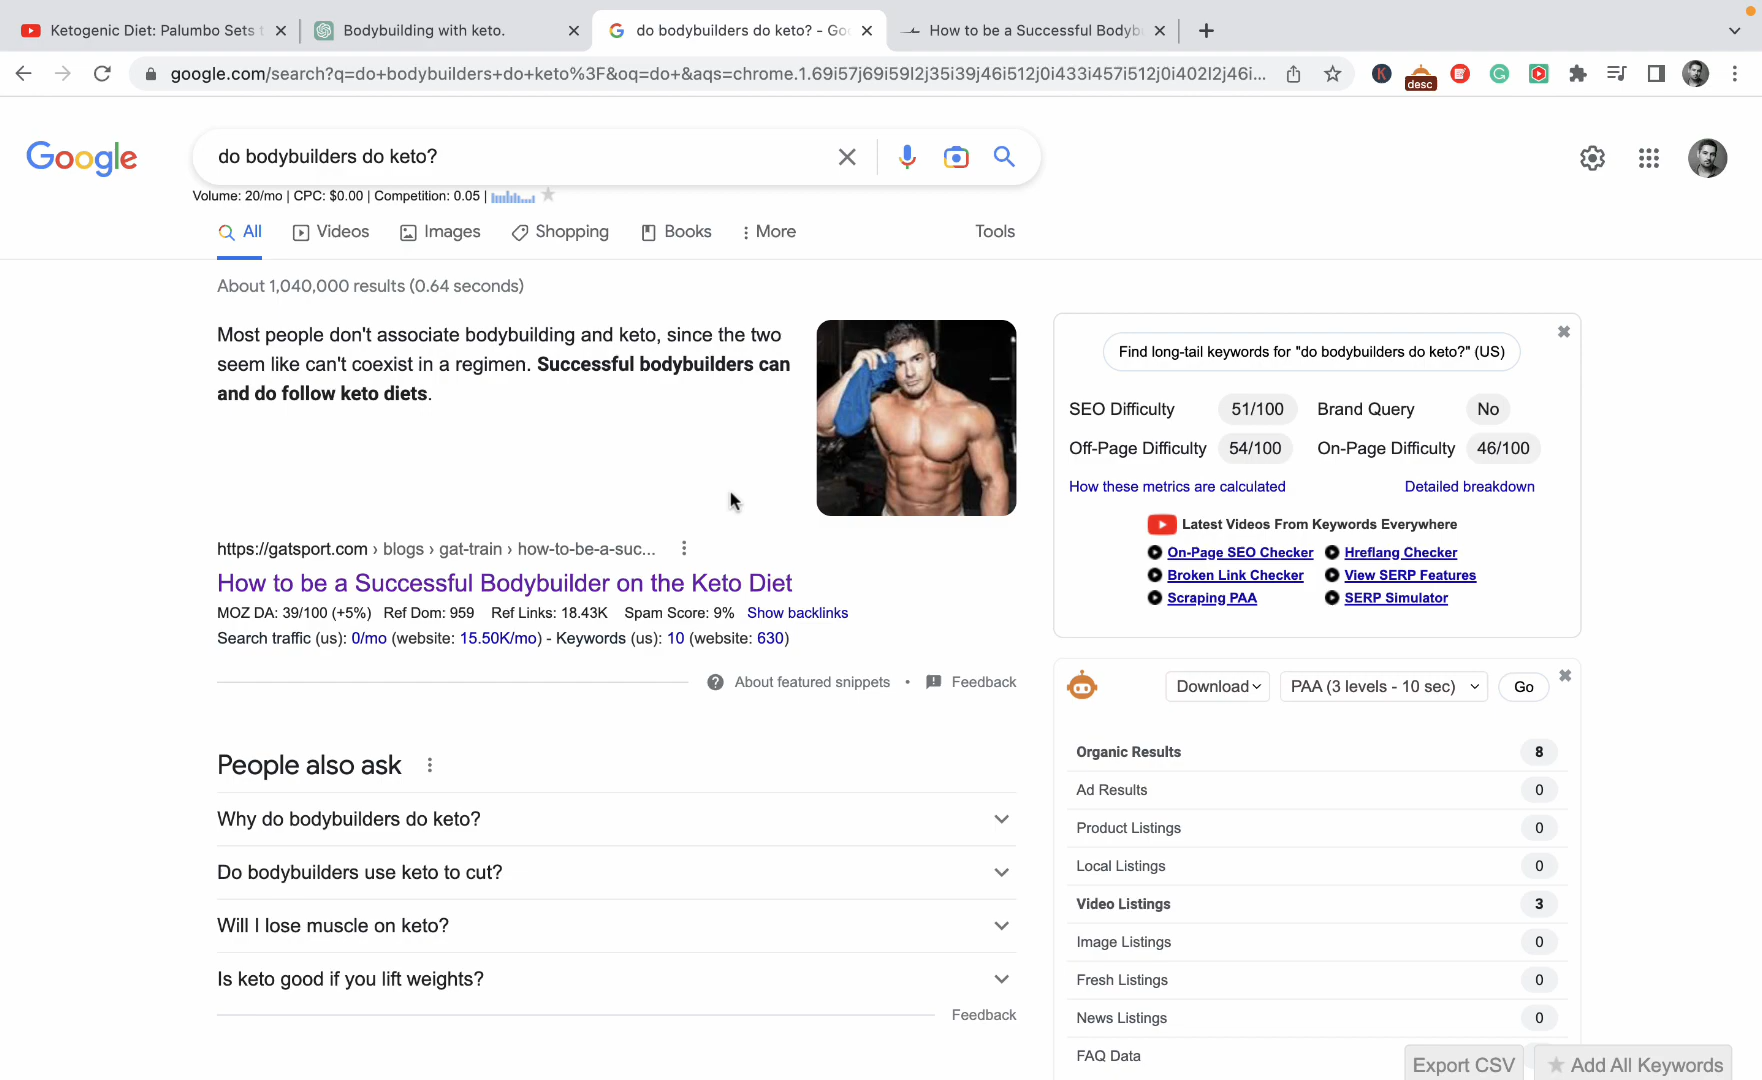 Ketogenic Diet: Palumbo Sets t
Bodybuilding with keto.
do bodybuilders do keto? - Goo
How to be a Successful Bodyb
google.com/search?q=do+bodybuilders+do+keto%3F&oq=do+&aqs=chrome.1.69i57j69i59l2j35i39j46i512j0i433i457i512j0i402l2j46i...
desc
Google
do bodybuilders do keto?
Volume: 20/mo | CPC: $0.00 | Competition: 0.05 |
All
Videos
Images
Shopping
Books
More
Tools
About 1,040,000 results (0.64 seconds)
Most people don't associate bodybuilding and keto, since the two
seem like can't coexist in a regimen. Successful bodybuilders can
and do follow keto diets.
https://gatsport.com › blogs › gat-train › how-to-be-a-suc...
How to be a Successful Bodybuilder on the Keto Diet
MOZ DA: 39/100 (+5%) Ref Dom: 959 Ref Links: 18.43K Spam Score: 9% Show backlinks
Search traffic (us): 0/mo (website: 15.50K/mo) - Keywords (us): 10 (website: 630)
About featured snippets • Feedback
People also ask
Why do bodybuilders do keto?
Do bodybuilders use keto to cut?
Will I lose muscle on keto?
Is keto good if you lift weights?
Feedback
Find long-tail keywords for "do bodybuilders do keto?" (US)
SEO Difficulty 51/100 Brand Query No
Off-Page Difficulty 54/100 On-Page Difficulty 46/100
How these metrics are calculated Detailed breakdown
Latest Videos From Keywords Everywhere
On-Page SEO Checker Hreflang Checker
Broken Link Checker View SERP Features
Scraping PAA SERP Simulator
Download PAA (3 levels - 10 sec) Go
Organic Results 8
Ad Results 0
Product Listings 0
Local Listings 0
Video Listings 3
Image Listings 0
Fresh Listings 0
News Listings 0
FAQ Data
Export CSV
Add All Keywords